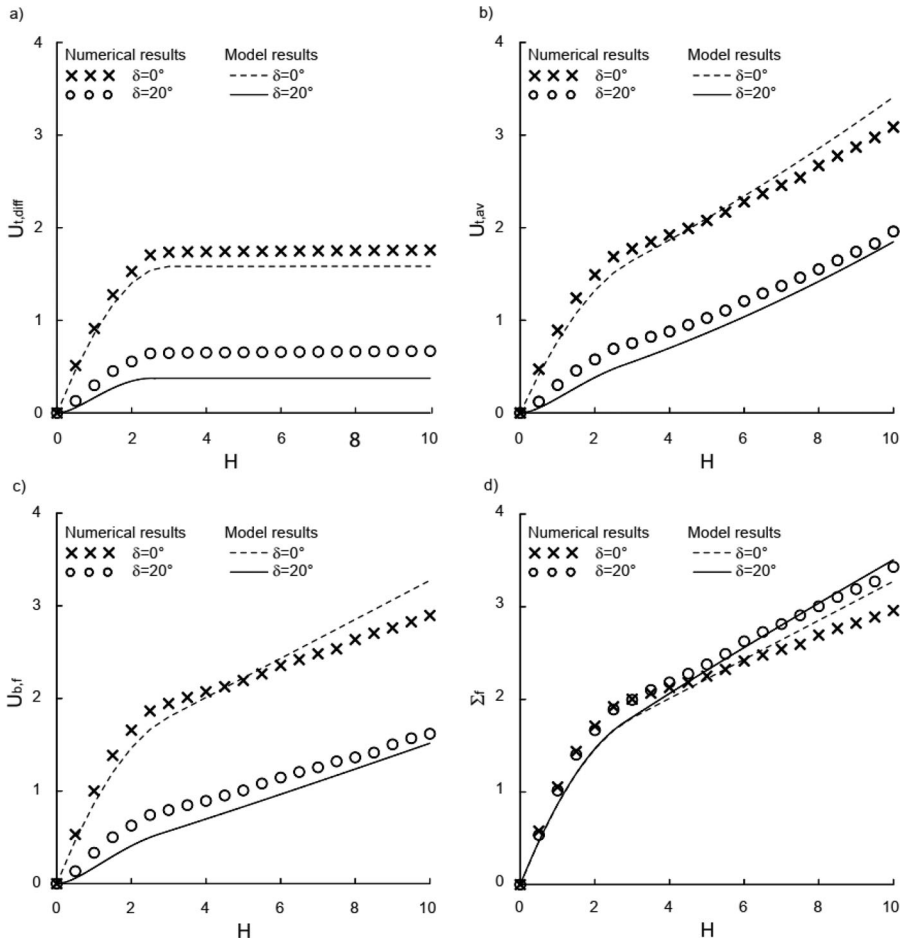 a)
4
Numerical results Model results
δ=0° δ=0°
δ=20° δ=20°
3
U t,diff
2
1
0
0 2 4 6 8 10
H
b)
4
Numerical results Model results
δ=0° δ=0°
δ=20° δ=20°
3
U t,av
2
1
0
0 2 4 6 8 10
H
c)
4
Numerical results Model results
δ=0° δ=0°
δ=20° δ=20°
3
U b,f
2
1
0
0 2 4 6 8 10
H
d)
4
Numerical results Model results
δ=0° δ=0°
δ=20° δ=20°
3
Σf
2
1
0
0 2 4 6 8 10
H